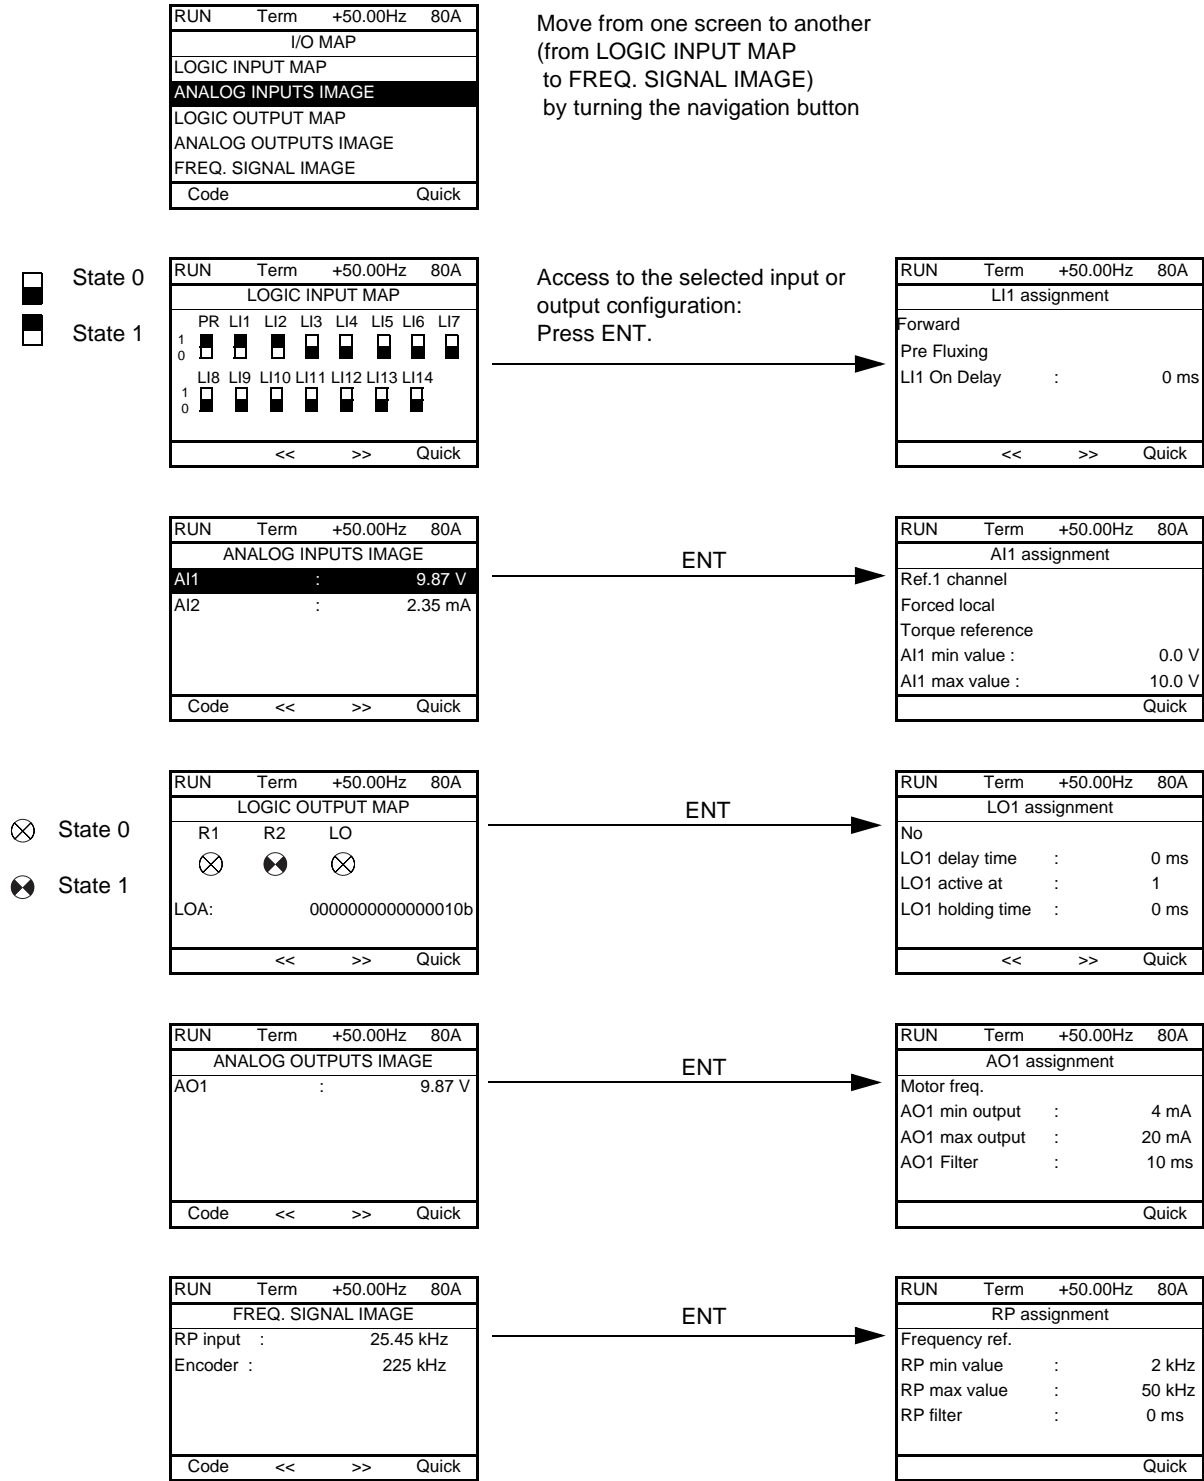 RUN Term +50.00Hz 80A
I/O MAP
LOGIC INPUT MAP
ANALOG INPUTS IMAGE
LOGIC OUTPUT MAP
ANALOG OUTPUTS IMAGE
FREQ. SIGNAL IMAGE
Code Quick
Move from one screen to another
(from LOGIC INPUT MAP
to FREQ. SIGNAL IMAGE)
by turning the navigation button
State 0
State 1
RUN Term +50.00Hz 80A
LOGIC INPUT MAP
PR LI1 LI2 LI3 LI4 LI5 LI6 LI7
1
0
LI8 LI9 LI10 LI11 LI12 LI13 LI14
1
0
<< >> Quick
Access to the selected input or
output configuration:
Press ENT.
RUN Term +50.00Hz 80A
LI1 assignment
Forward
Pre Fluxing
LI1 On Delay : 0 ms
<< >> Quick
RUN Term +50.00Hz 80A
ANALOG INPUTS IMAGE
AI1 : 9.87 V
AI2 : 2.35 mA
Code << >> Quick
ENT
RUN Term +50.00Hz 80A
AI1 assignment
Ref.1 channel
Forced local
Torque reference
AI1 min value : 0.0 V
AI1 max value : 10.0 V
Quick
State 0
State 1
RUN Term +50.00Hz 80A
LOGIC OUTPUT MAP
R1 R2 LO
LOA: 0000000000000010b
<< >> Quick
ENT
RUN Term +50.00Hz 80A
LO1 assignment
No
LO1 delay time : 0 ms
LO1 active at : 1
LO1 holding time : 0 ms
<< >> Quick
RUN Term +50.00Hz 80A
ANALOG OUTPUTS IMAGE
AO1 : 9.87 V
Code << >> Quick
ENT
RUN Term +50.00Hz 80A
AO1 assignment
Motor freq.
AO1 min output : 4 mA
AO1 max output : 20 mA
AO1 Filter : 10 ms
Quick
RUN Term +50.00Hz 80A
FREQ. SIGNAL IMAGE
RP input : 25.45 kHz
Encoder : 225 kHz
Code << >> Quick
ENT
RUN Term +50.00Hz 80A
RP assignment
Frequency ref.
RP min value : 2 kHz
RP max value : 50 kHz
RP filter : 0 ms
Quick